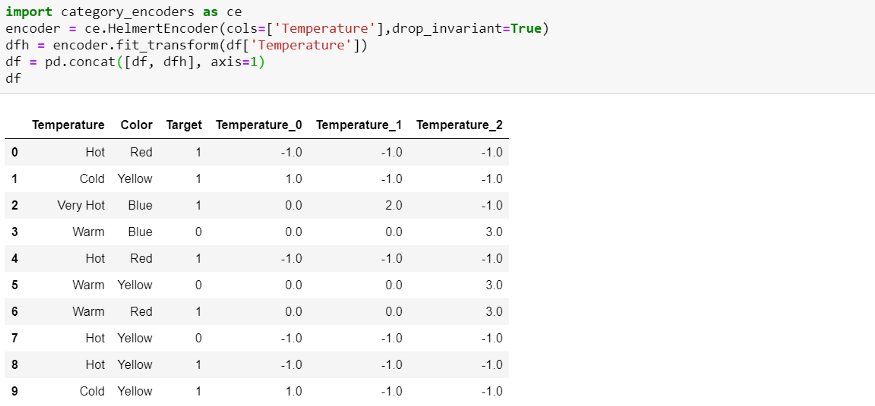 import category_encoders as ce
encoder = ce.HelmertEncoder(cols=['Temperature'],drop_invariant=True)
dfh = encoder.fit_transform(df['Temperature'])
df = pd.concat([df, dfh], axis=1)
df
Temperature Color Target Temperature_0 Temperature_1 Temperature_2
0 Hot Red 1 -1.0 -1.0 -1.0
1 Cold Yellow 1 1.0 -1.0 -1.0
2 Very Hot Blue 1 0.0 2.0 -1.0
3 Warm Blue 0 0.0 0.0 3.0
4 Hot Red 1 -1.0 -1.0 -1.0
5 Warm Yellow 0 0.0 0.0 3.0
6 Warm Red 1 0.0 0.0 3.0
7 Hot Yellow 0 -1.0 -1.0 -1.0
8 Hot Yellow 1 -1.0 -1.0 -1.0
9 Cold Yellow 1 1.0 -1.0 -1.0